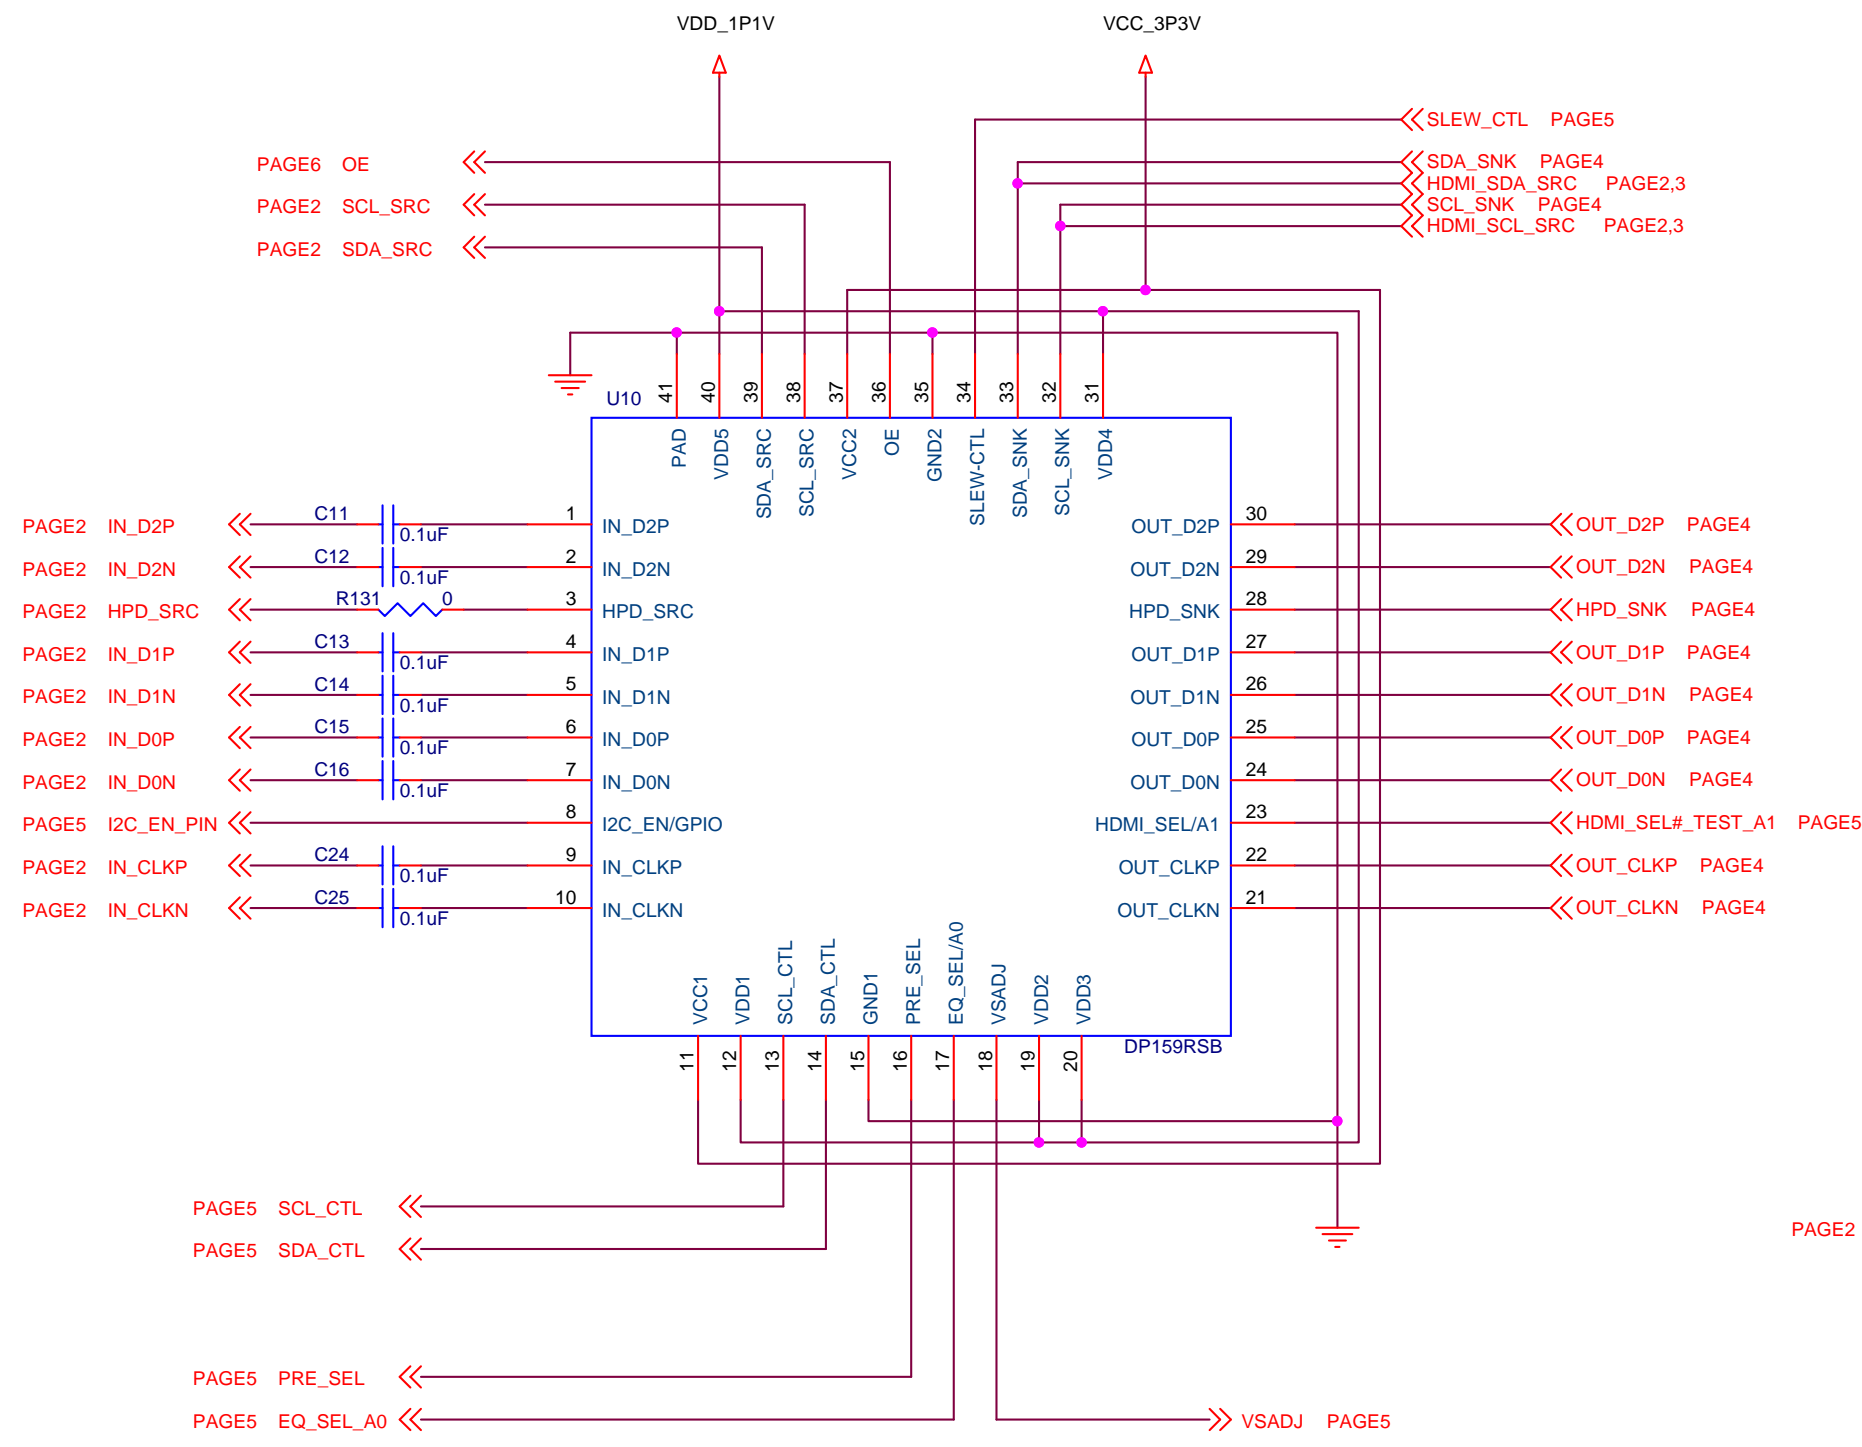 VDD_1P1V VCC_3P3V
SLEW_CTL PAGE5
PAGE6 OE
SDA_SNK PAGE4
HDMI_SDA_SRC PAGE2,3
PAGE2 SCL_SRC
SCL_SNK PAGE4
HDMI_SCL_SRC PAGE2,3
PAGE2 SDA_SRC
U10
41 40 39 38 37 36 35 34 33 32 31
PAD VDD5 SDA_SRC SCL_SRC VCC2 OE GND2 SLEW-CTL SDA_SNK SCL_SNK VDD4
PAGE2 IN_D2P C11 0.1uF 1 IN_D2P OUT_D2P 30 OUT_D2P PAGE4
PAGE2 IN_D2N C12 0.1uF 2 IN_D2N OUT_D2N 29 OUT_D2N PAGE4
PAGE2 HPD_SRC R131 0 3 HPD_SRC HPD_SNK 28 HPD_SNK PAGE4
PAGE2 IN_D1P C13 0.1uF 4 IN_D1P OUT_D1P 27 OUT_D1P PAGE4
PAGE2 IN_D1N C14 0.1uF 5 IN_D1N OUT_D1N 26 OUT_D1N PAGE4
PAGE2 IN_D0P C15 0.1uF 6 IN_D0P OUT_D0P 25 OUT_D0P PAGE4
PAGE2 IN_D0N C16 0.1uF 7 IN_D0N OUT_D0N 24 OUT_D0N PAGE4
PAGE5 I2C_EN_PIN 8 I2C_EN/GPIO HDMI_SEL/A1 23 HDMI_SEL#_TEST_A1 PAGE5
PAGE2 IN_CLKP C24 0.1uF 9 IN_CLKP OUT_CLKP 22 OUT_CLKP PAGE4
PAGE2 IN_CLKN C25 0.1uF 10 IN_CLKN OUT_CLKN 21 OUT_CLKN PAGE4
VCC1 VDD1 SCL_CTL SDA_CTL GND1 PRE_SEL EQ_SEL/A0 VSADJ VDD2 VDD3
DP159RSB
11 12 13 14 15 16 17 18 19 20
PAGE5 SCL_CTL
PAGE2
PAGE5 SDA_CTL
PAGE5 PRE_SEL
PAGE5 EQ_SEL_A0
VSADJ PAGE5